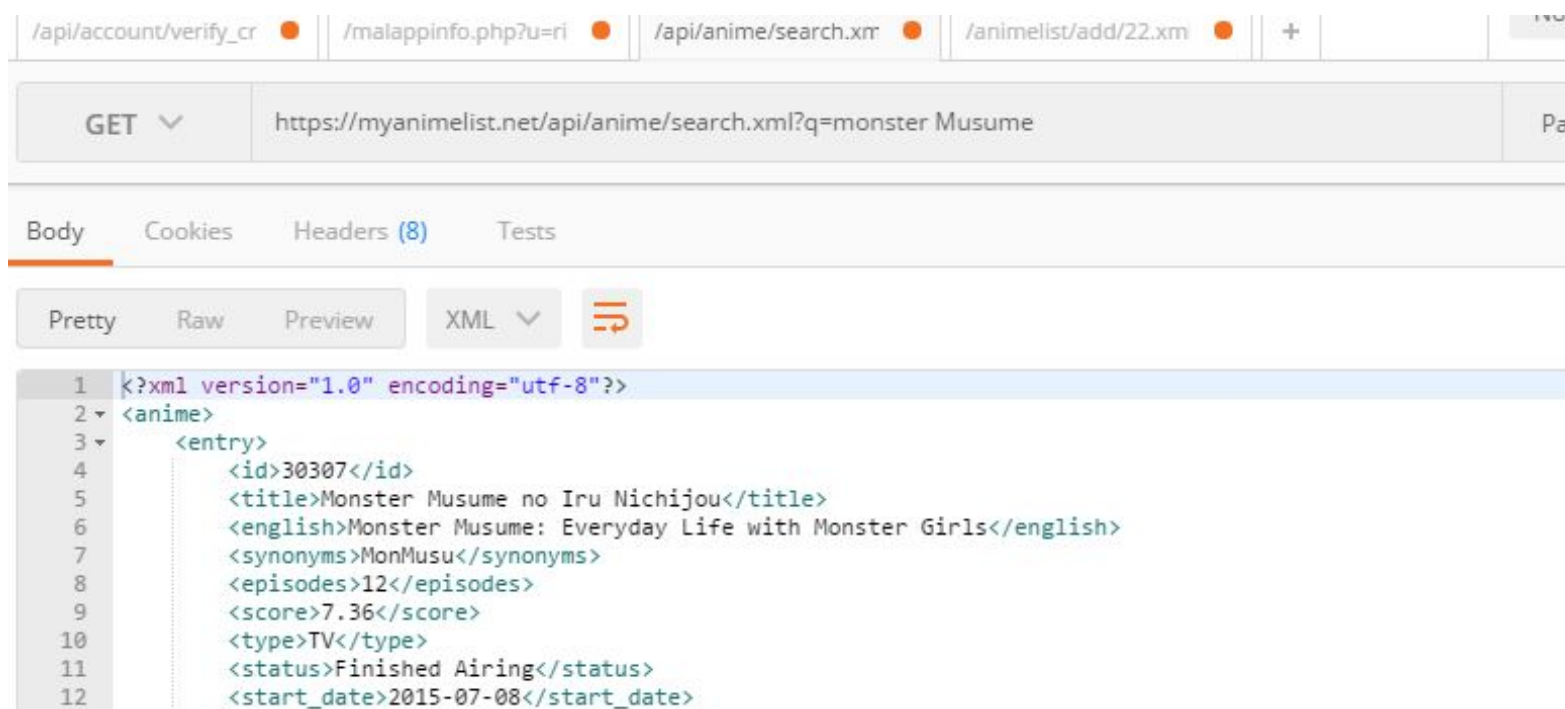 /api/account/verify_cr /malappinfo.php?u=ri /api/anime/search.xm /animelist/add/22.xm + No
GET https://myanimelist.net/api/anime/search.xml?q=monster Musume Pa
Body Cookies Headers (8) Tests
Pretty Raw Preview XML
1 <?xml version="1.0" encoding="utf-8"?>
2 <anime>
3 <entry>
4 <id>30307</id>
5 <title>Monster Musume no Iru Nichijou</title>
6 <english>Monster Musume: Everyday Life with Monster Girls</english>
7 <synonyms>MonMusu</synonyms>
8 <episodes>12</episodes>
9 <score>7.36</score>
10 <type>TV</type>
11 <status>Finished Airing</status>
12 <start_date>2015-07-08</start_date>